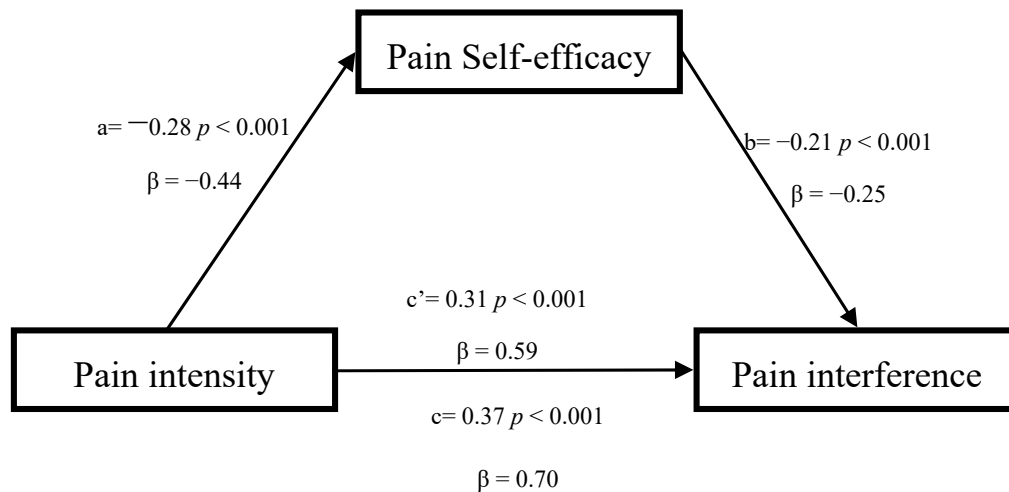 Pain Self-efficacy
a= −0.28 p < 0.001
β = −0.44
b= −0.21 p < 0.001
β = −0.25
c’= 0.31 p < 0.001
β = 0.59
Pain intensity
Pain interference
c= 0.37 p < 0.001
β = 0.70